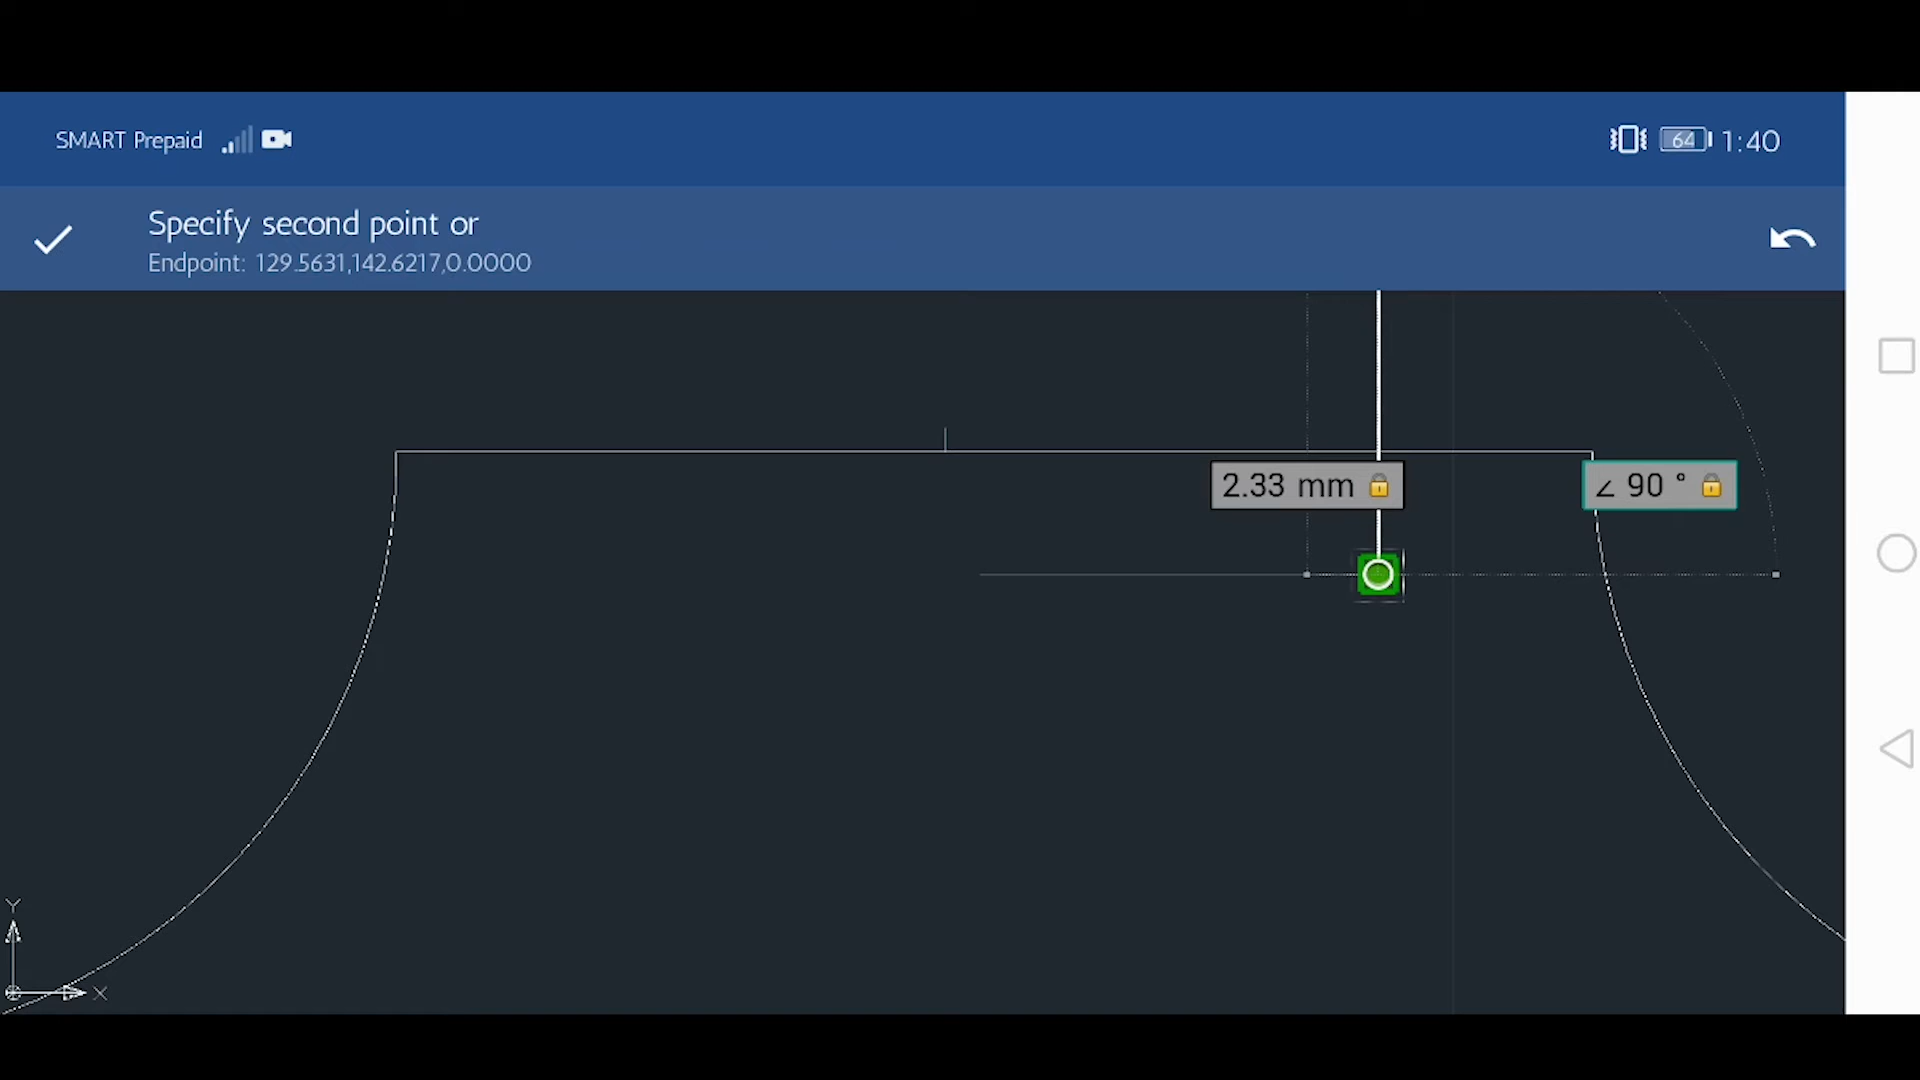 SMART Prepaid
64 1:40
Specify second point or
Endpoint: 129.5631,142.6217,0.0000
2.33 mm
∠ 90 °
Y
X